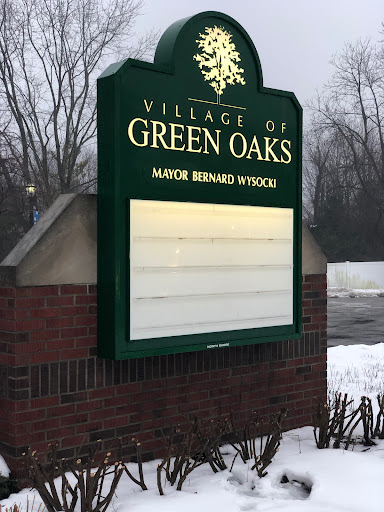 VILLAGE OF
GREEN OAKS
MAYOR BERNARD WYSOCKI